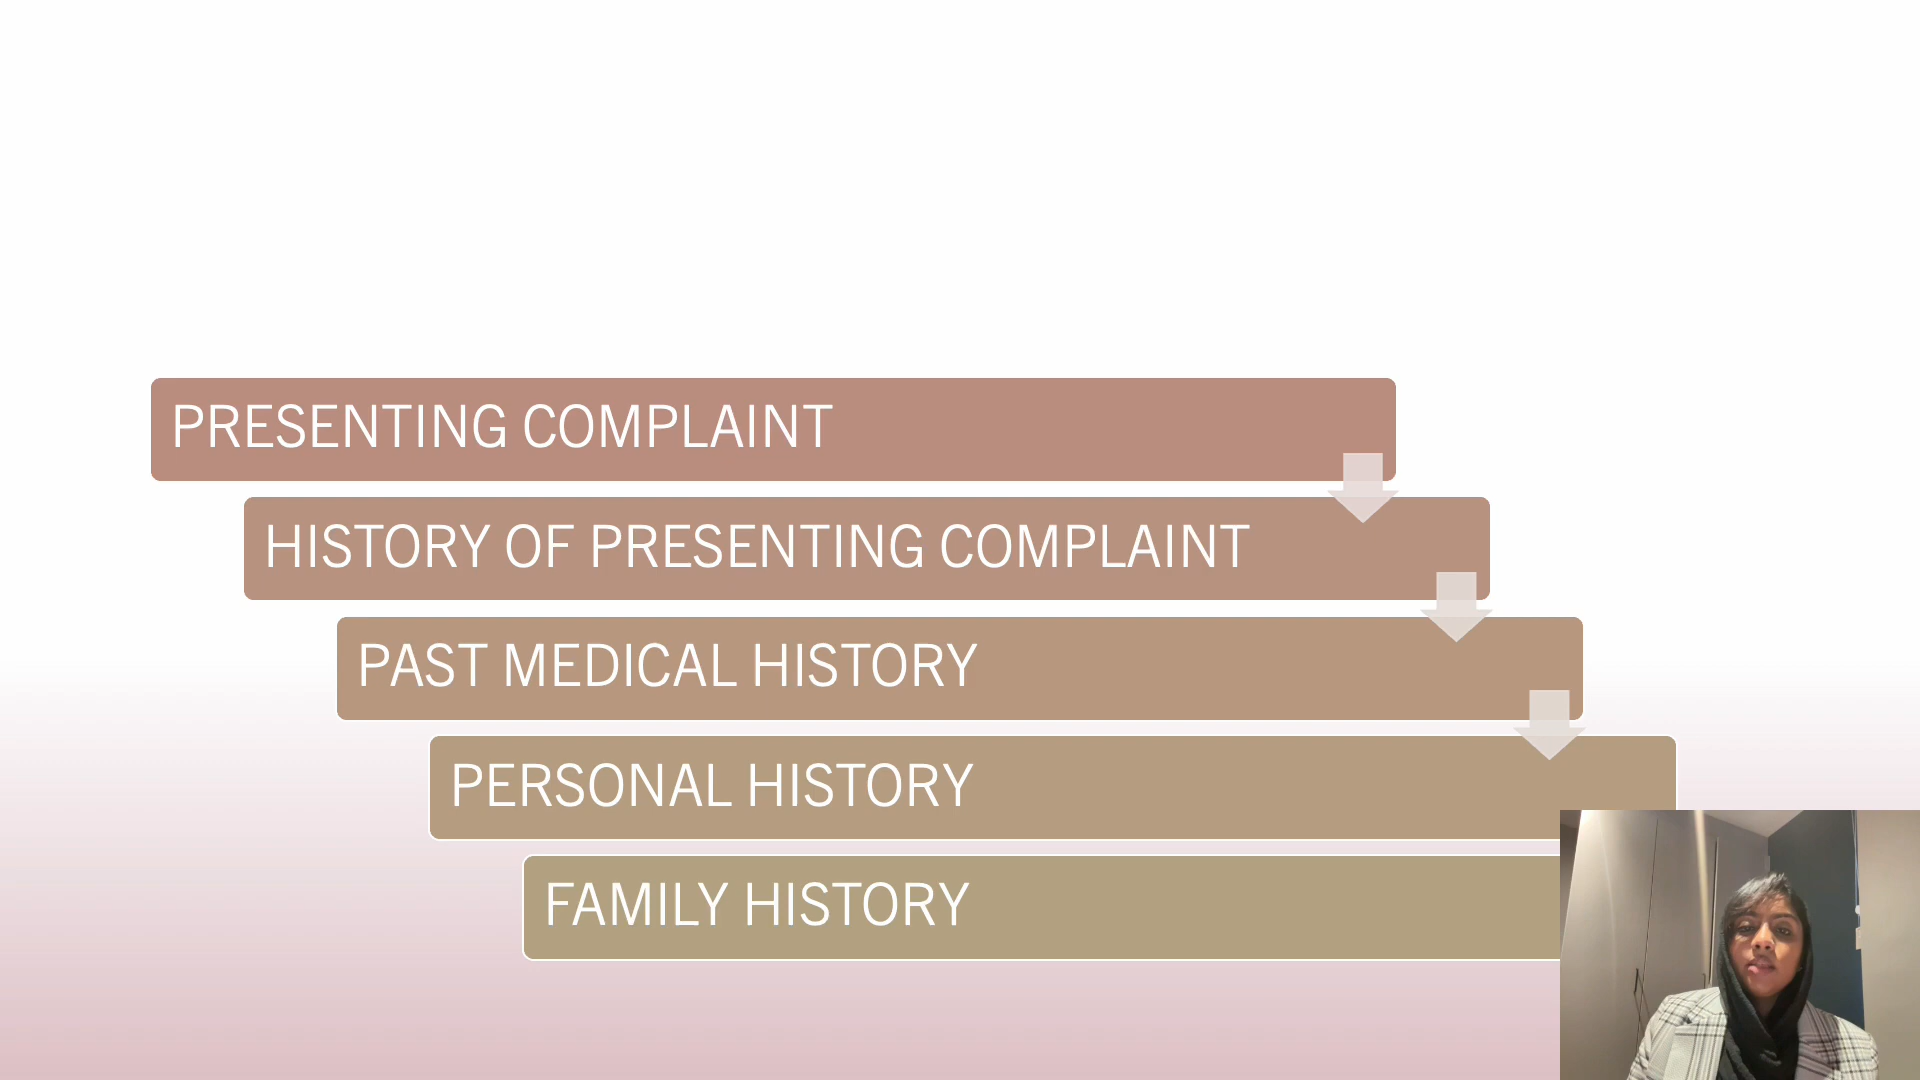 PRESENTING COMPLAINT
HISTORY OF PRESENTING COMPLAINT
PAST MEDICAL HISTORY
PERSONAL HISTORY
FAMILY HISTORY